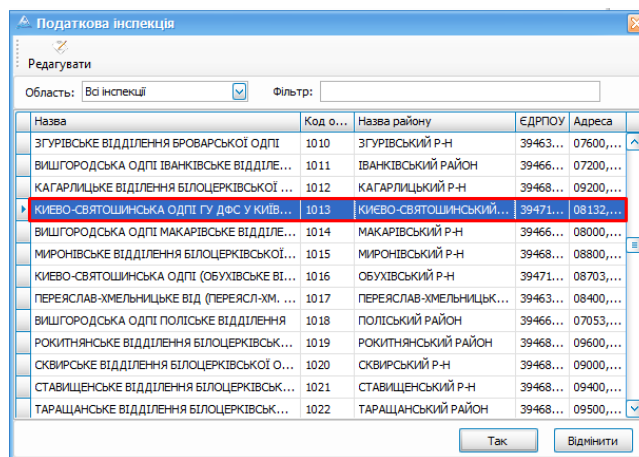 Податкова інспекція
Редагувати
Область: Всі інспекції Фільтр:
Назва Код о... Назва району ЄДРПОУ Адреса
ЗГУРІВСЬКЕ ВІДДІЛЕННЯ БРОВАРСЬКОЇ ОДПІ 1010 ЗГУРІВСЬКИЙ Р-Н 39463... 07600,...
ВИШГОРОДСЬКА ОДПІ ІВАНКІВСЬКЕ ВІДДІЛЕ... 1011 ІВАНКІВСЬКИЙ РАЙОН 39466... 07200,...
КАГАРЛИЦЬКЕ ВІДІЛЕННЯ БІЛОЦЕРКІВСЬКОЇ ... 1012 КАГАРЛИЦЬКИЙ Р-Н 39468... 09200,...
КИЕВО-СВЯТОШИНСЬКА ОДПІ ГУ ДФС У КИЇВ... 1013 КИЄВО-СВЯТОШИНСЬКИЙ... 39471... 08132,...
ВИШГОРОДСЬКА ОДПІ МАКАРІВСЬКЕ ВІДДІЛЕ... 1014 МАКАРІВСЬКИЙ Р-Н 39466... 08000,...
МИРОНІВСЬКЕ ВІДДІЛЕННЯ БІЛОЦЕРКІВСЬКОЇ... 1015 МИРОНІВСЬКИЙ Р-Н 39468... 08800,...
КИЕВО-СВЯТОШИНСЬКА ОДПІ (ОБУХІВСЬКЕ ВІ... 1016 ОБУХІВСЬКИЙ Р-Н 39471... 08703,...
ПЕРЕЯСЛАВ-ХМЕЛЬНИЦЬКЕ ВІД (ПЕРЕЯСЛ-ХМ. ... 1017 ПЕРЕЯСЛАВ-ХМЕЛЬНИЦЬК... 39463... 08400,...
ВИШГОРОДСЬКА ОДПІ ПОЛІСЬКЕ ВІДДІЛЕННЯ 1018 ПОЛІСЬКИЙ РАЙОН 39466... 07053,...
РОКИТНЯНСЬКЕ ВІДДІЛЕННЯ БІЛОЦЕРКІВСЬК... 1019 РОКИТНЯНСЬКИЙ РАЙОН 39468... 09600,...
СКВИРСЬКЕ ВІДДІЛЕННЯ БІЛОЦЕРКІВСЬКОЇ О... 1020 СКВИРСЬКИЙ Р-Н 39468... 09000,...
СТАВИЩЕНСЬКЕ ВІДДІЛЕННЯ БІЛОЦЕРКІВСЬК... 1021 СТАВИЩЕНСЬКИЙ Р-Н 39468... 09400,...
ТАРАЩАНСЬКЕ ВІДДІЛЕННЯ БІЛОЦЕРКІВСЬК... 1022 ТАРАЩАНСЬКИЙ РАЙОН 39468... 09500,...
Так Відмінити